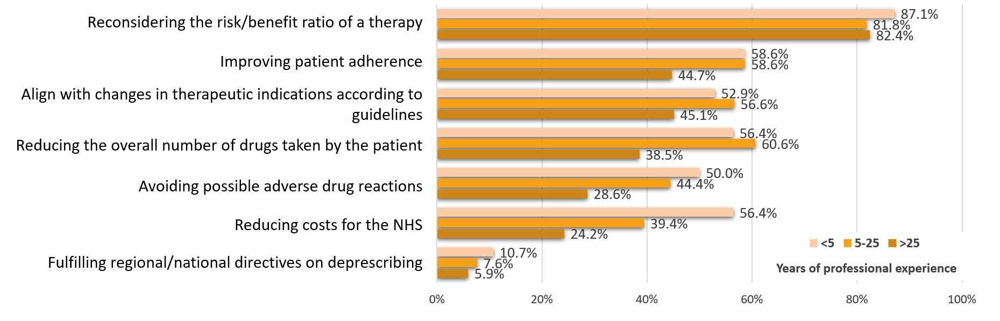 Reconsidering the risk/benefit ratio of a therapy
87.1%
81.8%
82.4%
Improving patient adherence
58.6%
58.6%
44.7%
Align with changes in therapeutic indications according to
guidelines
52.9%
56.6%
45.1%
Reducing the overall number of drugs taken by the patient
56.4%
60.6%
38.5%
Avoiding possible adverse drug reactions
50.0%
44.4%
28.6%
Reducing costs for the NHS
56.4%
39.4%
24.2%
Fulfilling regional/national directives on deprescribing
10.7%
7.6%
5.9%
<5 5-25 >25
Years of professional experience
0% 20% 40% 60% 80% 100%